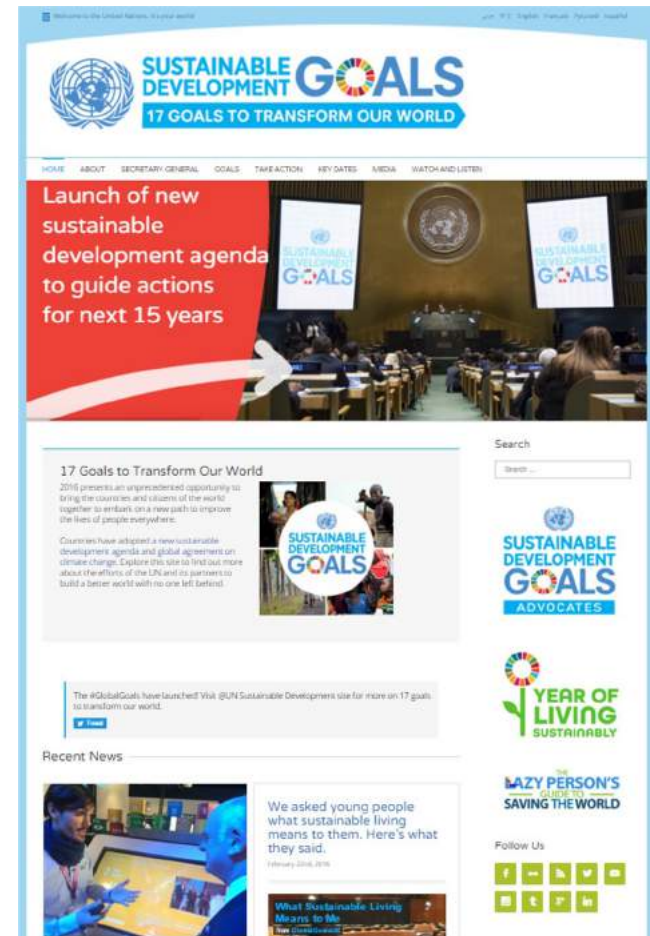 Welcome to the United Nations. It's your world!
عربي 中文 English Français Русский Español
SUSTAINABLE
DEVELOPMENT
GOALS
17 GOALS TO TRANSFORM OUR WORLD
HOME ABOUT SECRETARY-GENERAL GOALS TAKE ACTION KEY DATES MEDIA WATCH AND LISTEN
Launch of new
sustainable
development agenda
to guide actions
for next 15 years
SUSTAINABLE
DEVELOPMENT
GOALS
SUSTAINABLE
DEVELOPMENT
GOALS
17 Goals to Transform Our World
2016 presents an unprecedented opportunity to
bring the countries and citizens of the world
together to embark on a new path to improve
the lives of people everywhere.
Countries have adopted a new sustainable
development agenda and global agreement on
climate change. Explore this site to find out more
about the efforts of the UN and its partners to
build a better world with no one left behind.
SUSTAINABLE
DEVELOPMENT
GOALS
The #GlobalGoals have launched! Visit @UN Sustainable Development site for more on 17 goals
to transform our world.
Tweet
Recent News
We asked young people
what sustainable living
means to them. Here's what
they said.
February 22nd, 2016
What Sustainable Living
Means to Me
Search
Search ...
SUSTAINABLE
DEVELOPMENT
GOALS
ADVOCATES
YEAR OF
LIVING
SUSTAINABLY
THE
LAZY PERSON'S
GUIDE TO
SAVING THE WORLD
Follow Us